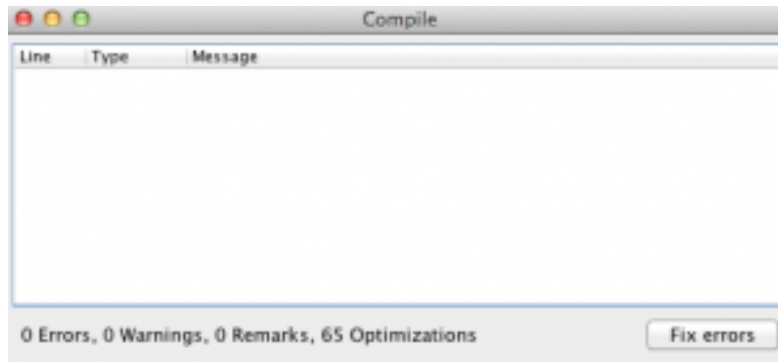 Compile
Line Type Message
0 Errors, 0 Warnings, 0 Remarks, 65 Optimizations Fix errors